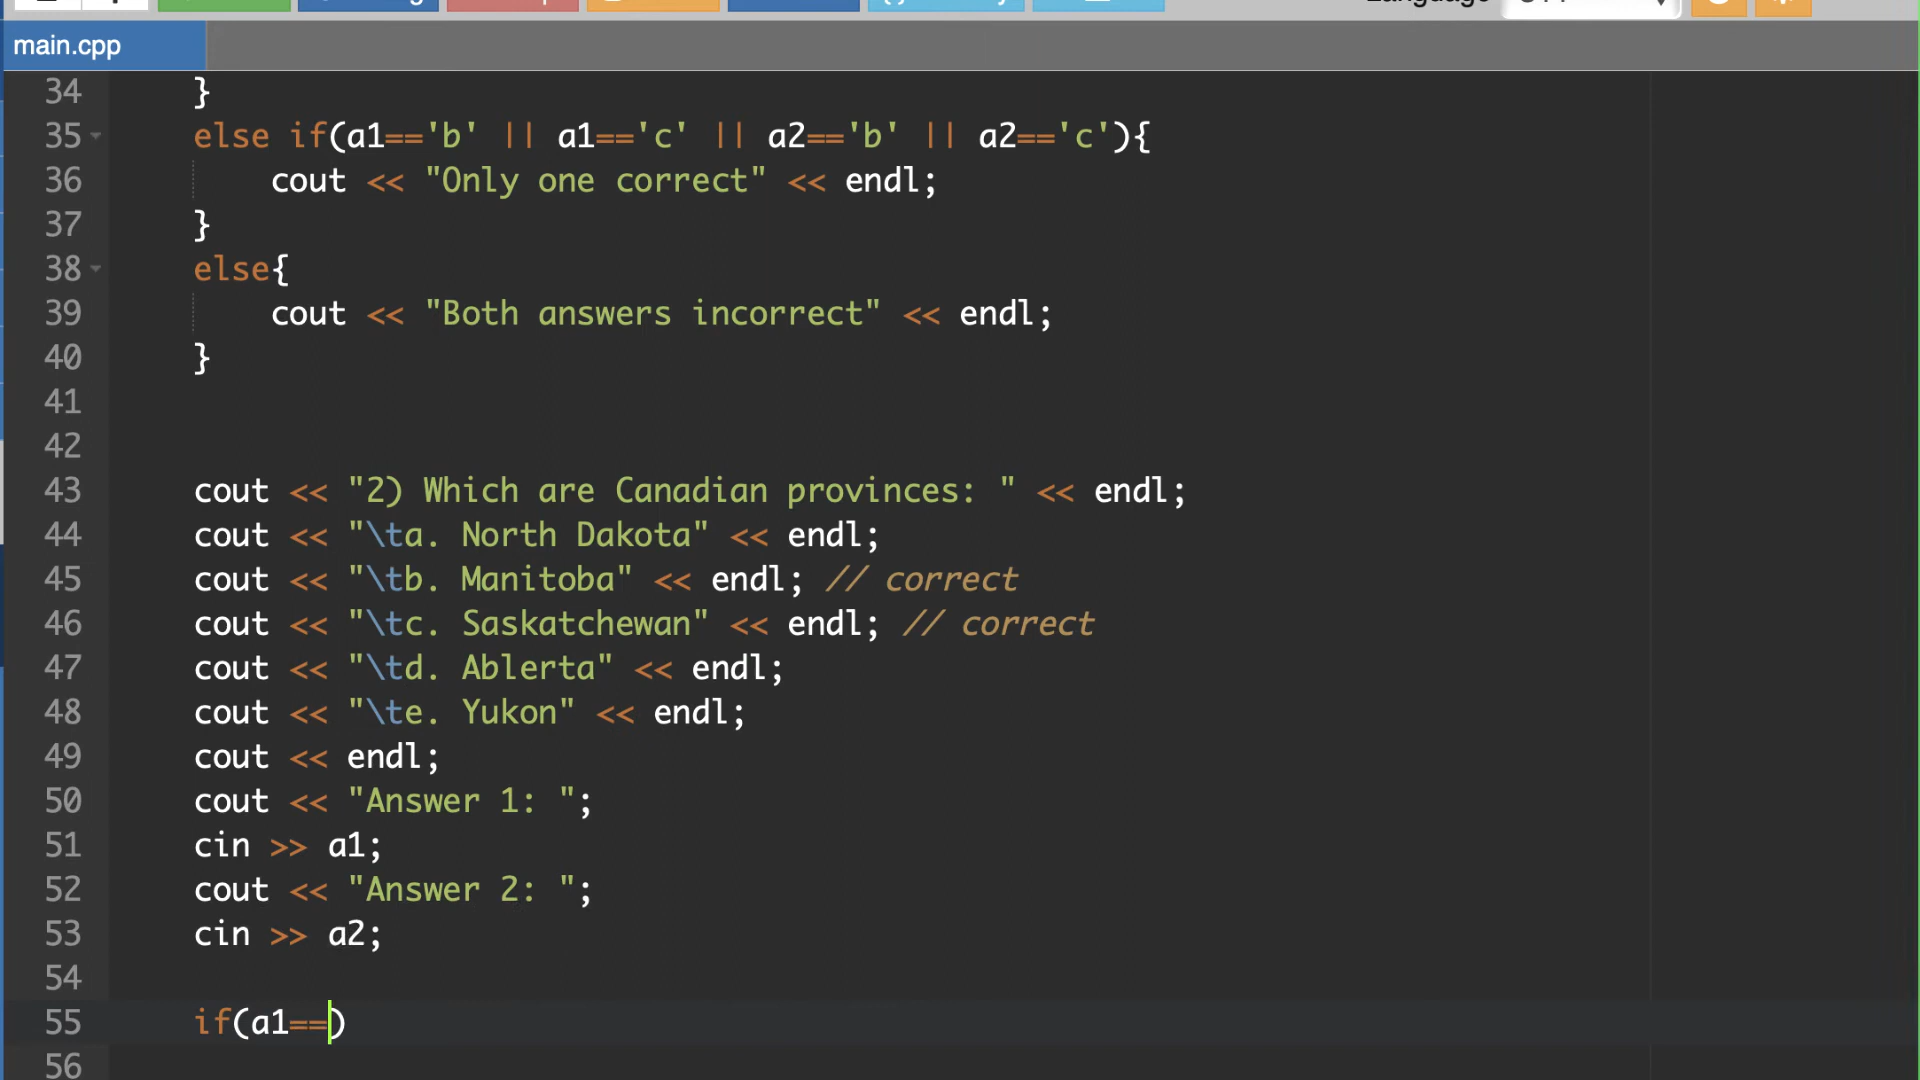 main.cpp
34 }
35 else if(a1=='b' || a1=='c' || a2=='b' || a2=='c'){
36 cout << "Only one correct" << endl;
37 }
38 else{
39 cout << "Both answers incorrect" << endl;
40 }
41
42
43 cout << "2) Which are Canadian provinces: " << endl;
44 cout << "\ta. North Dakota" << endl;
45 cout << "\tb. Manitoba" << endl; // correct
46 cout << "\tc. Saskatchewan" << endl; // correct
47 cout << "\td. Ablerta" << endl;
48 cout << "\te. Yukon" << endl;
49 cout << endl;
50 cout << "Answer 1: ";
51 cin >> a1;
52 cout << "Answer 2: ";
53 cin >> a2;
54
55 if(a1==)
56